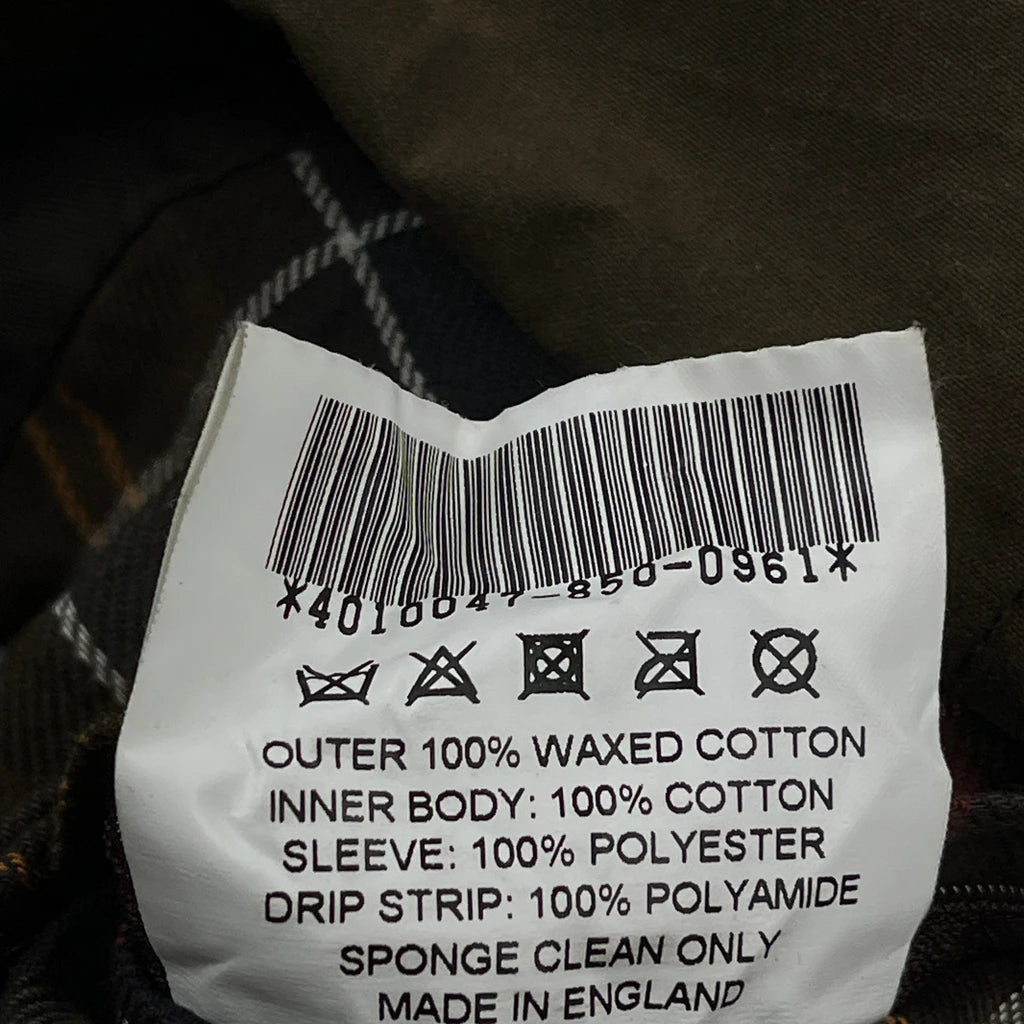 *4010047-850-0961*
OUTER 100% WAXED COTTON
INNER BODY: 100% COTTON
SLEEVE: 100% POLYESTER
DRIP STRIP: 100% POLYAMIDE
SPONGE CLEAN ONLY
MADE IN ENGLAND